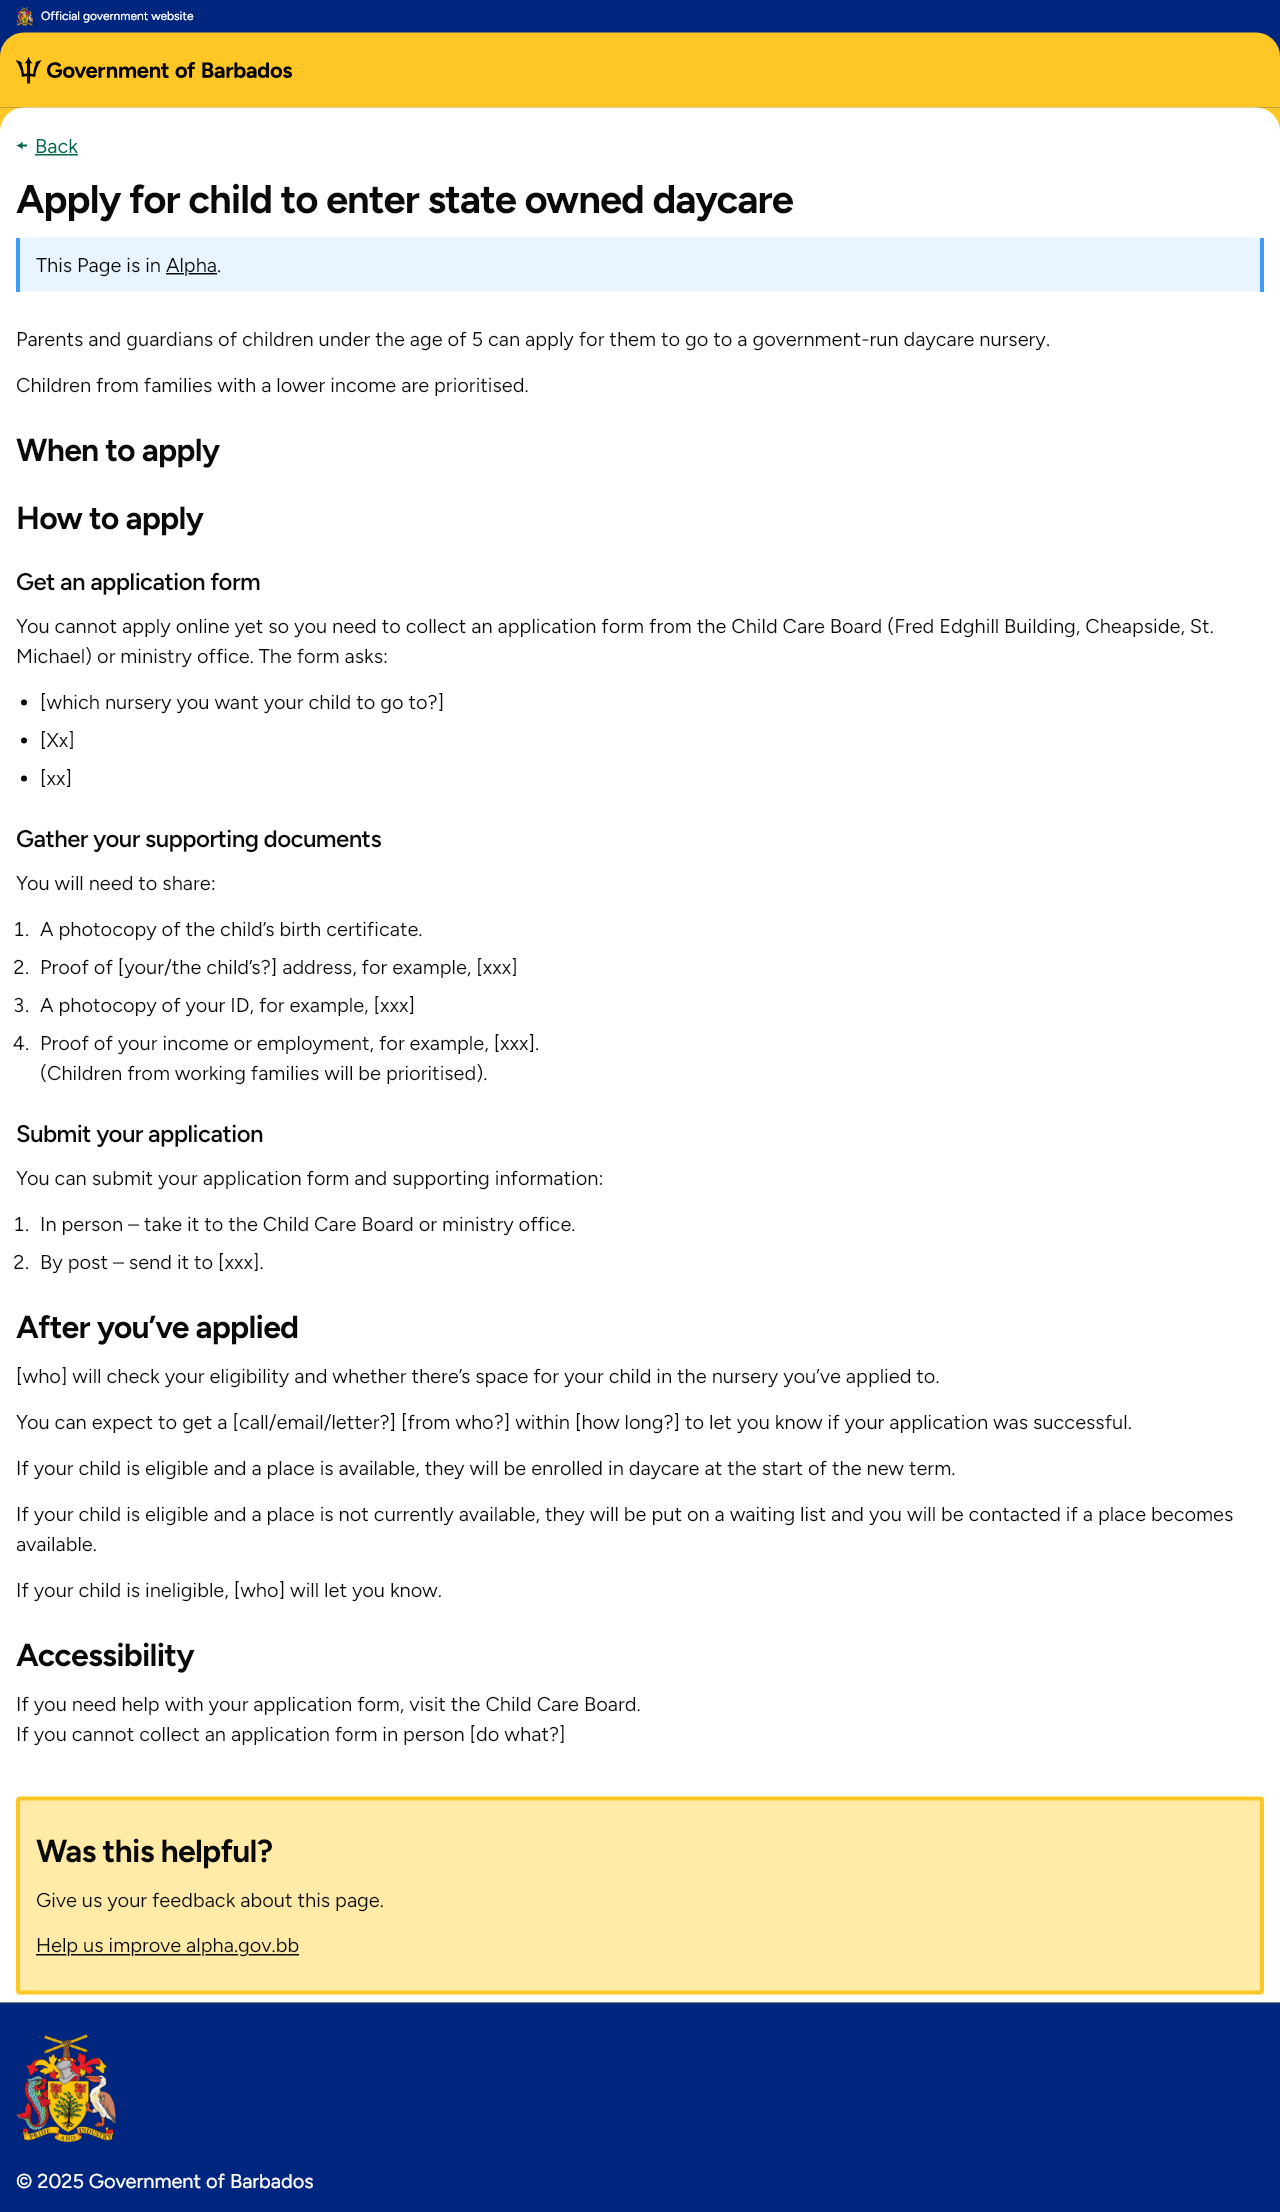 Official government website
Government of Barbados
Back
Apply for child to enter state owned daycare
This Page is in Alpha.
Parents and guardians of children under the age of 5 can apply for them to go to a government-run daycare nursery.
Children from families with a lower income are prioritised.
When to apply
How to apply
Get an application form
You cannot apply online yet so you need to collect an application form from the Child Care Board (Fred Edghill Building, Cheapside, St.
Michael) or ministry office. The form asks:
• [which nursery you want your child to go to?]
• [Xx]
• [xx]
Gather your supporting documents
You will need to share:
1. A photocopy of the child’s birth certificate.
2. Proof of [your/the child’s?] address, for example, [xxx]
3. A photocopy of your ID, for example, [xxx]
4. Proof of your income or employment, for example, [xxx].
(Children from working families will be prioritised).
Submit your application
You can submit your application form and supporting information:
1. In person – take it to the Child Care Board or ministry office.
2. By post – send it to [xxx].
After you’ve applied
[who] will check your eligibility and whether there’s space for your child in the nursery you’ve applied to.
You can expect to get a [call/email/letter?] [from who?] within [how long?] to let you know if your application was successful.
If your child is eligible and a place is available, they will be enrolled in daycare at the start of the new term.
If your child is eligible and a place is not currently available, they will be put on a waiting list and you will be contacted if a place becomes
available.
If your child is ineligible, [who] will let you know.
Accessibility
If you need help with your application form, visit the Child Care Board.
If you cannot collect an application form in person [do what?]
Was this helpful?
Give us your feedback about this page.
Help us improve alpha.gov.bb
PRIDE AND INDUSTRY
© 2025 Government of Barbados